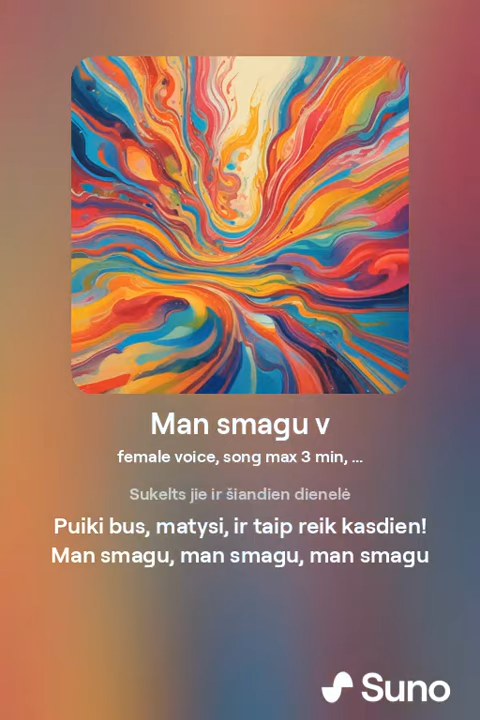 Man smagu v
female voice, song max 3 min, ...
Sukelts jie ir šiandien dienelė
Puiki bus, matysi, ir taip reik kasdien!
Man smagu, man smagu, man smagu
Suno